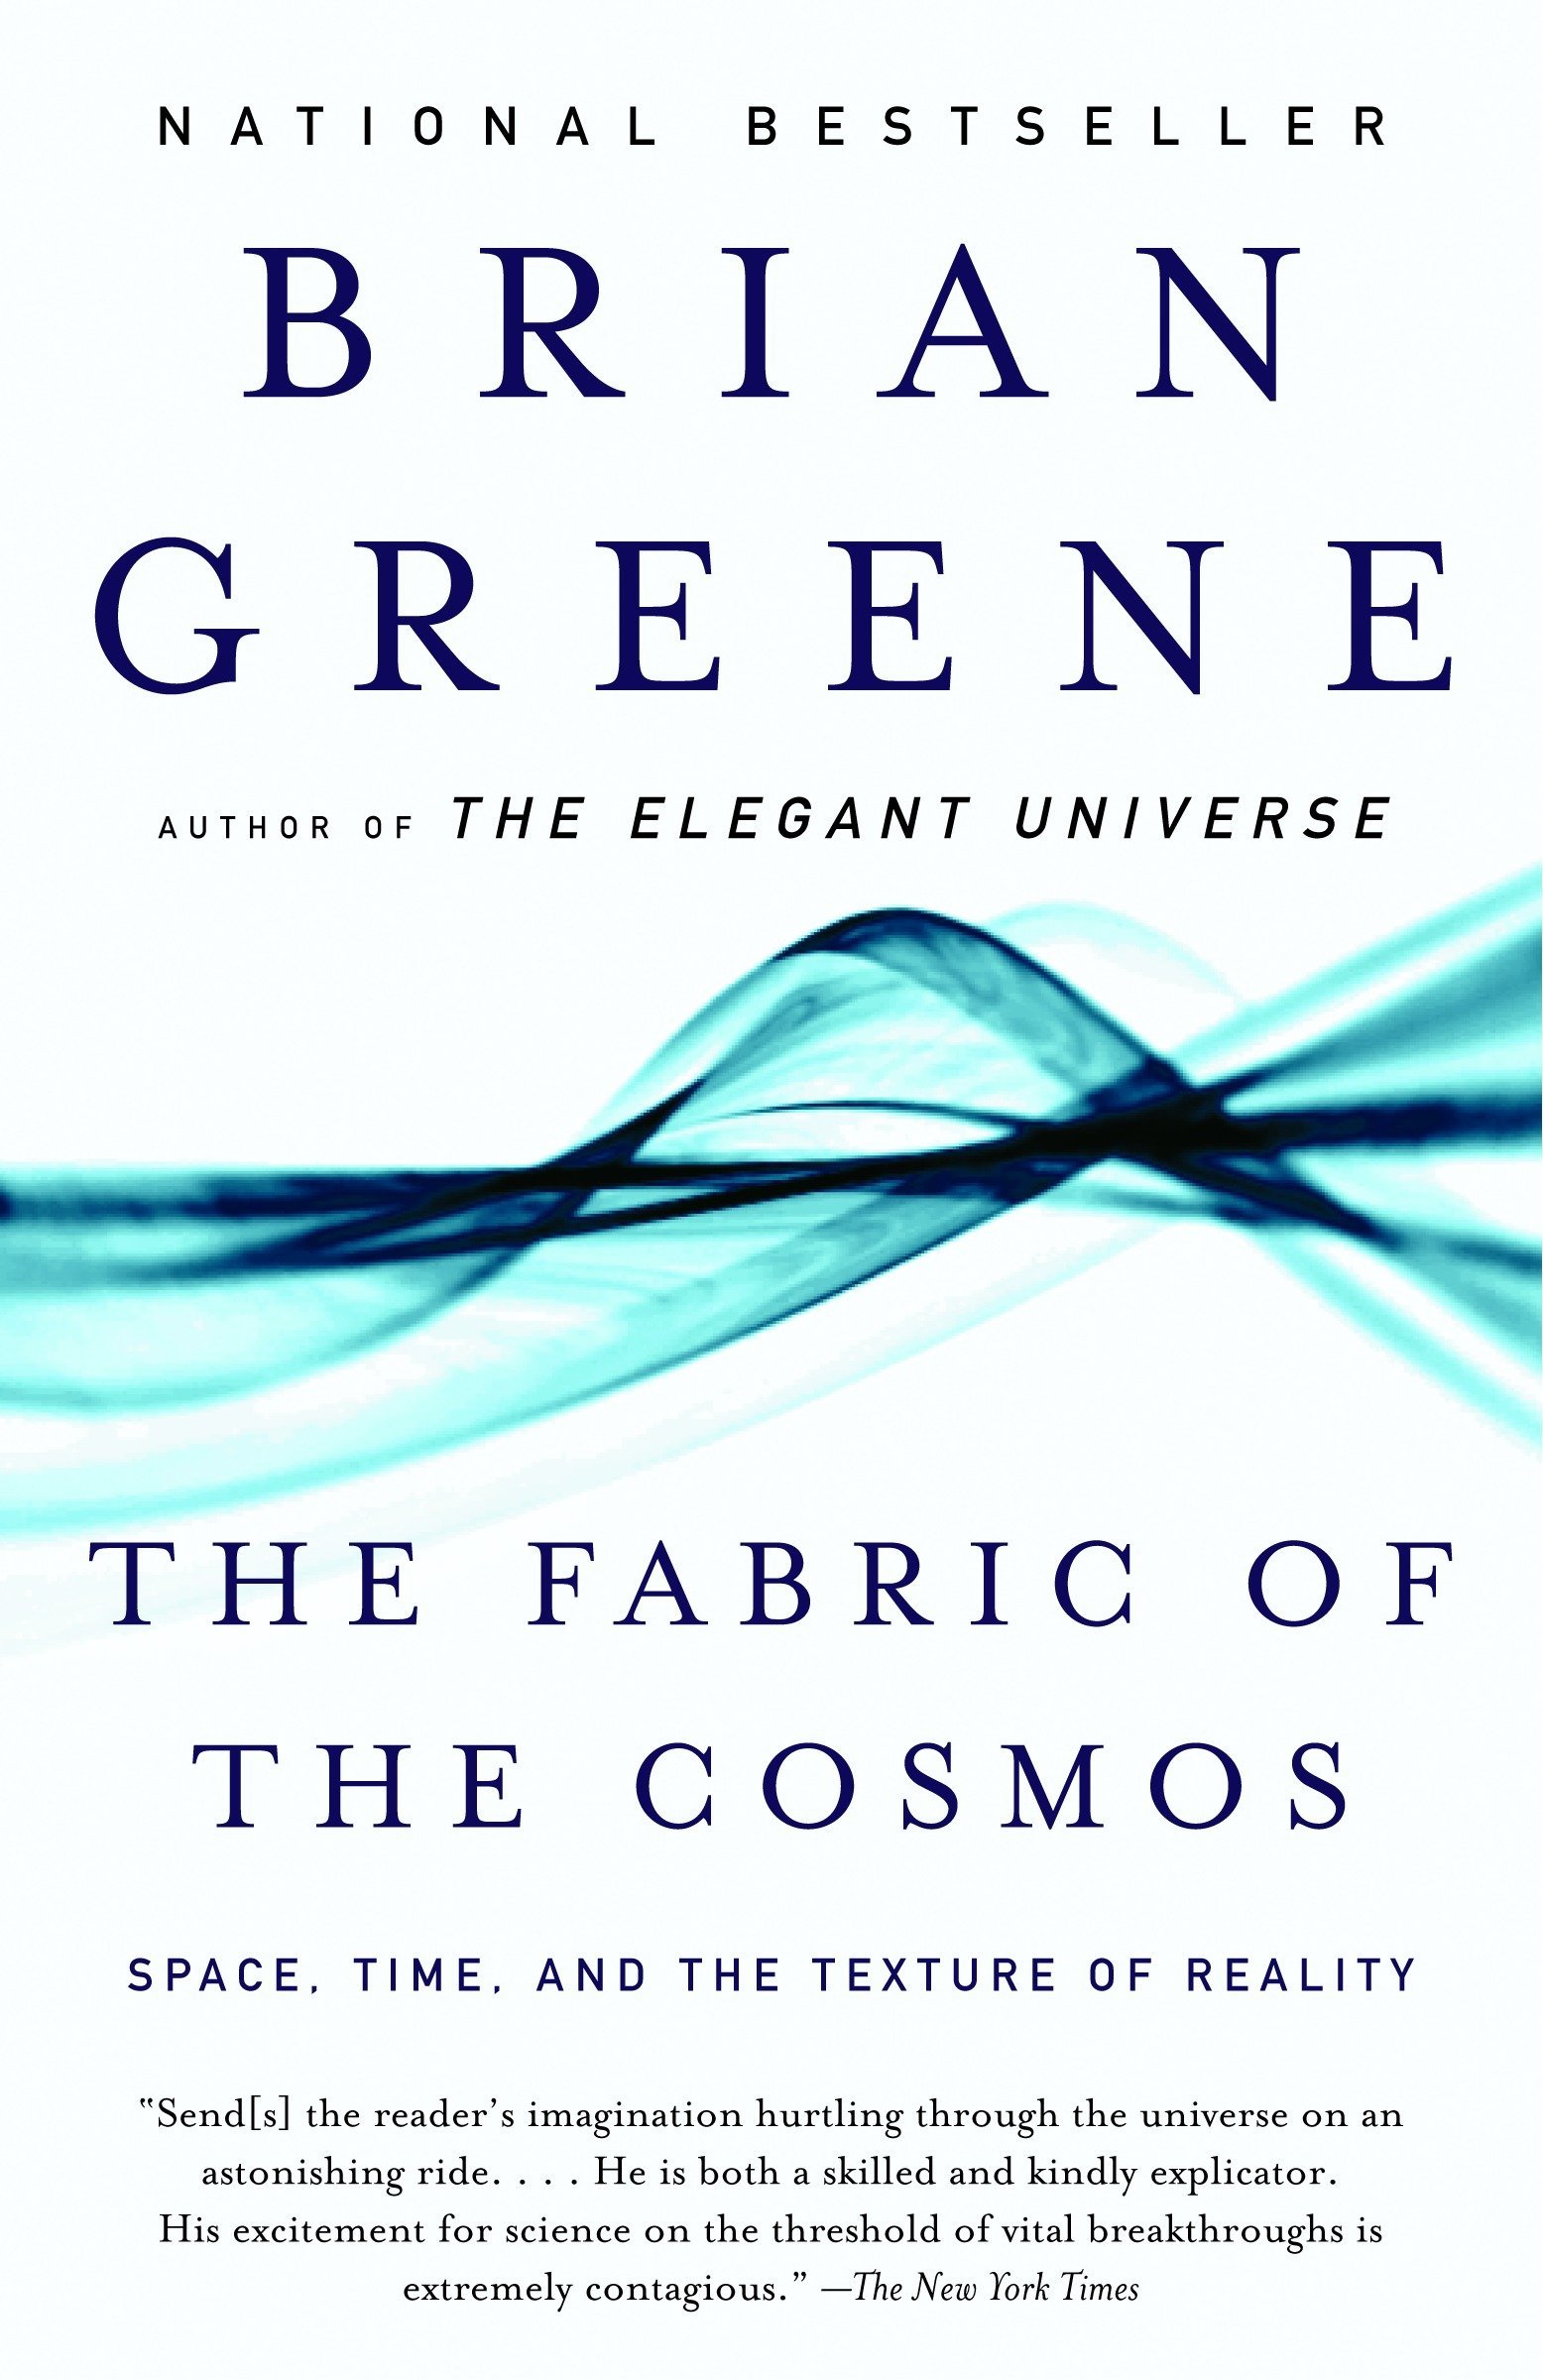 NATIONAL BESTSELLER
BRIAN
GREENE
AUTHOR OF THE ELEGANT UNIVERSE
THE FABRIC OF
THE COSMOS
SPACE, TIME, AND THE TEXTURE OF REALITY
“Send[s] the reader’s imagination hurtling through the universe on an
astonishing ride. . . . He is both a skilled and kindly explicator.
His excitement for science on the threshold of vital breakthroughs is
extremely contagious.” —The New York Times